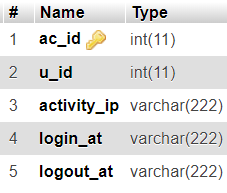 # Name Type
1 ac_id int(11)
2 u_id int(11)
3 activity_ip varchar(222)
4 login_at varchar(222)
5 logout_at varchar(222)